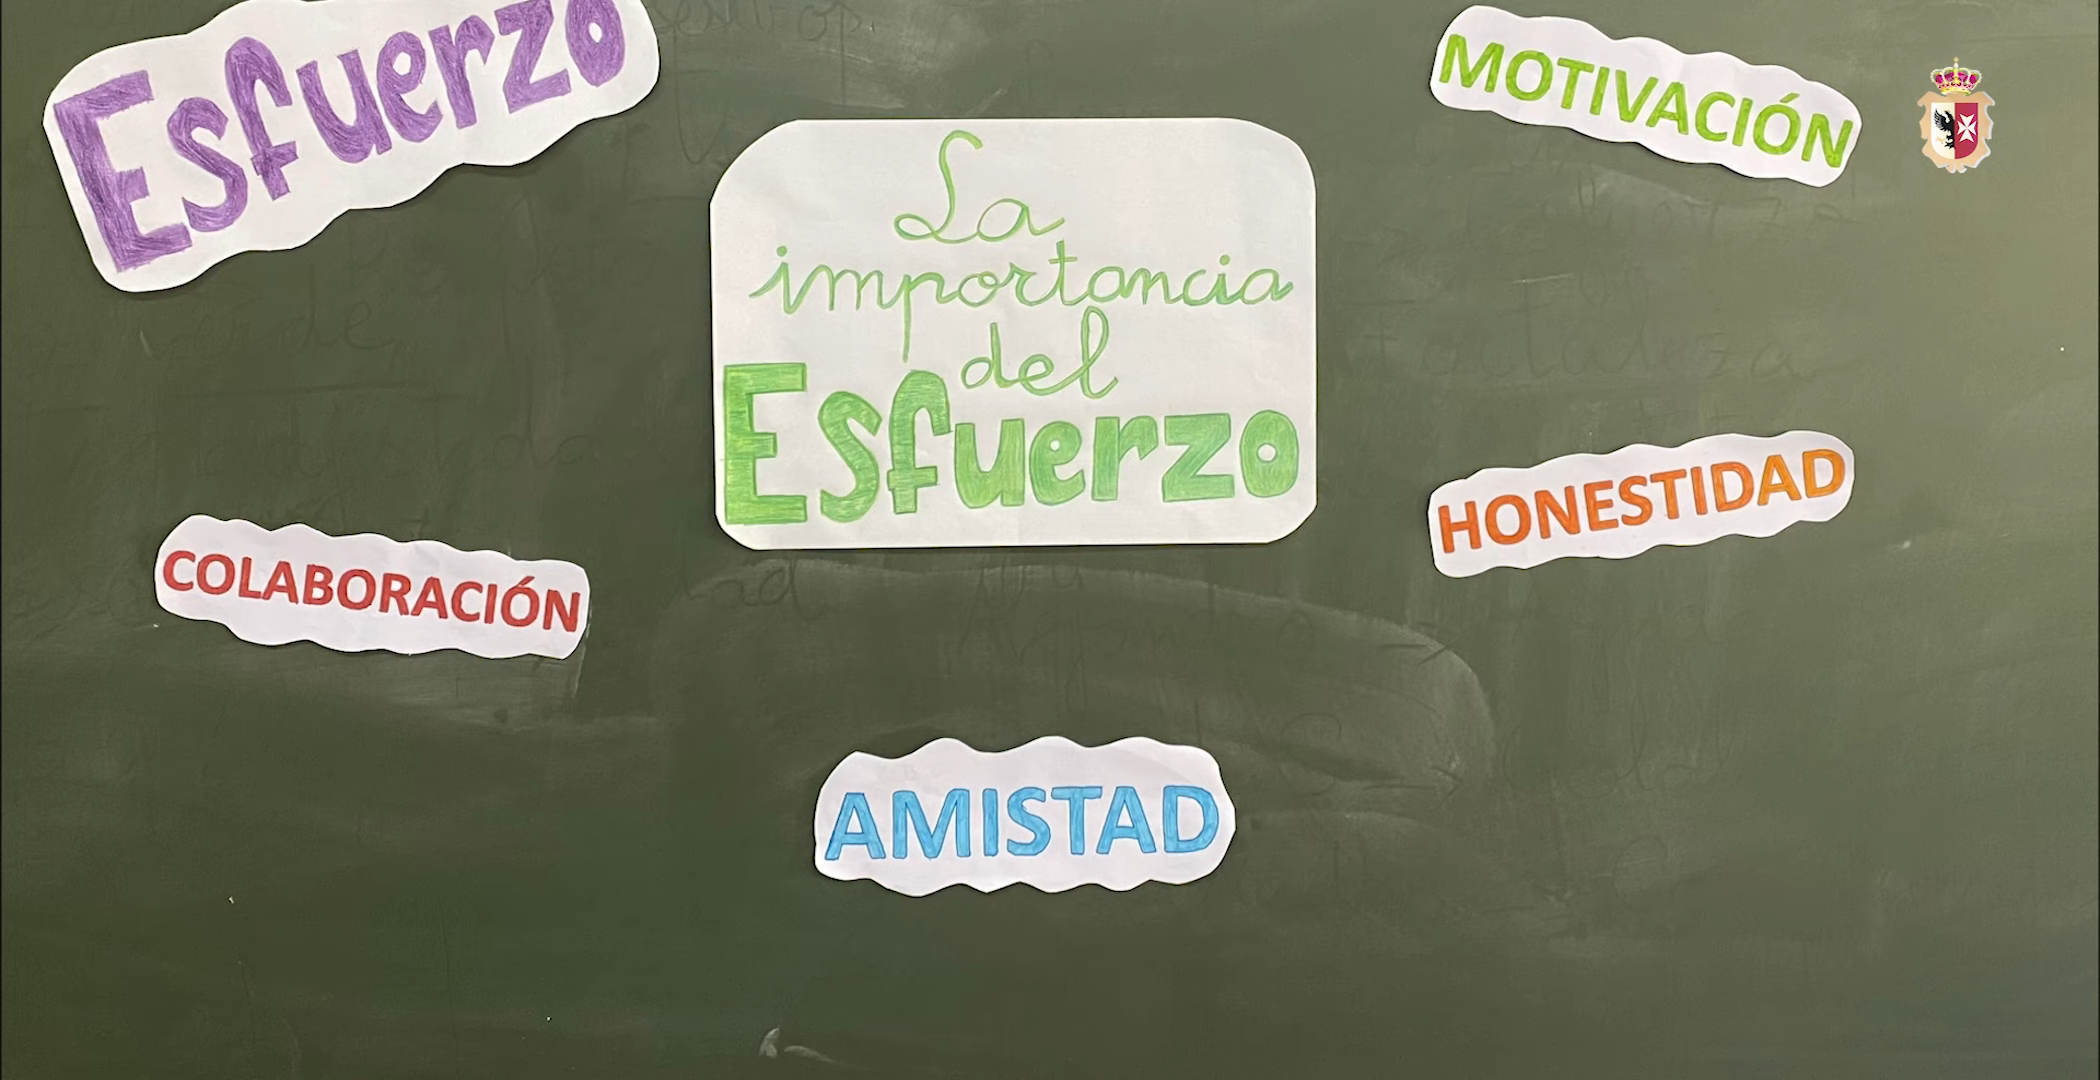 Esfuerzo
MOTIVACIÓN
La
importancia
del
Esfuerzo
HONESTIDAD
COLABORACIÓN
AMISTAD